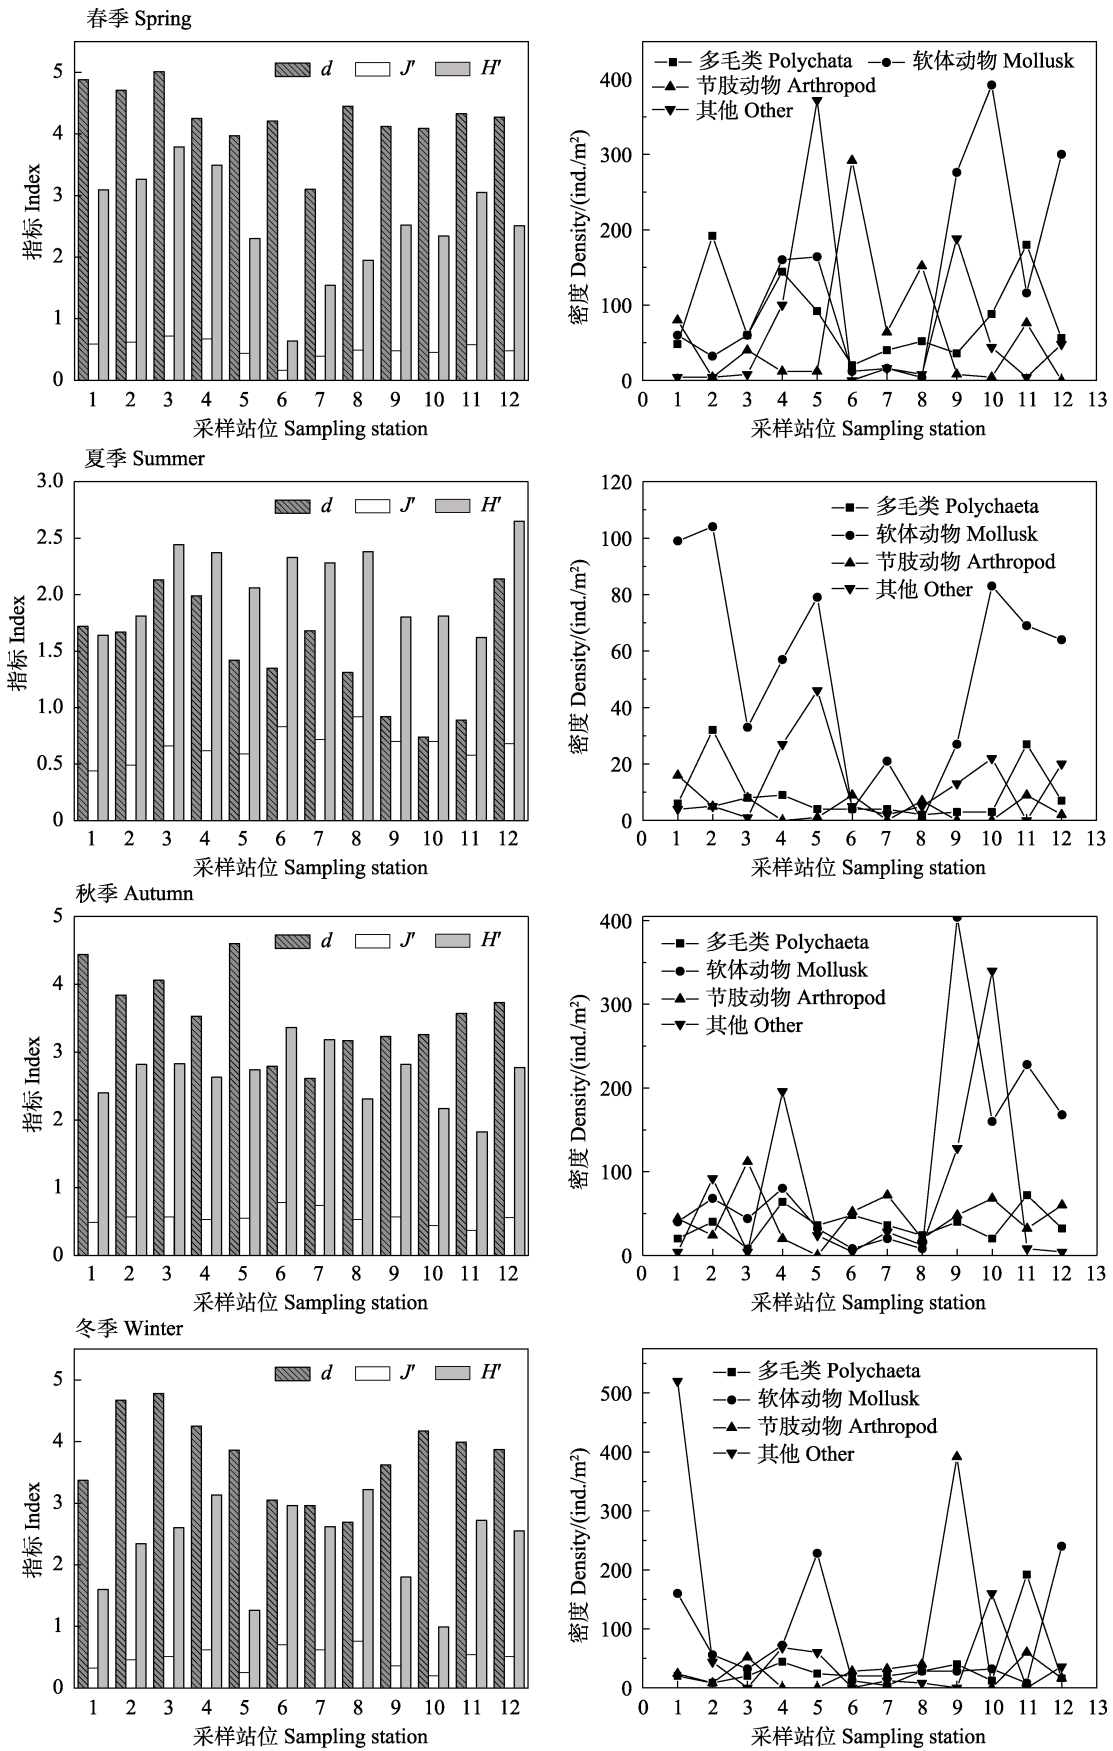 春季 Spring
d J′ H′
指标 Index
5
4
3
2
1
0
1 2 3 4 5 6 7 8 9 10 11 12
采样站位 Sampling station
多毛类 Polychata 软体动物 Mollusk
节肢动物 Arthropod
其他 Other
密度 Density/(ind./m²)
400
300
200
100
0
0 1 2 3 4 5 6 7 8 9 10 11 12 13
采样站位 Sampling station
夏季 Summer
d J′ H′
指标 Index
3.0
2.5
2.0
1.5
1.0
0.5
0
1 2 3 4 5 6 7 8 9 10 11 12
采样站位 Sampling station
多毛类 Polychaeta
软体动物 Mollusk
节肢动物 Arthropod
其他 Other
密度 Density/(ind./m²)
120
100
80
60
40
20
0
0 1 2 3 4 5 6 7 8 9 10 11 12 13
采样站位 Sampling station
秋季 Autumn
d J′ H′
指标 Index
5
4
3
2
1
0
1 2 3 4 5 6 7 8 9 10 11 12
采样站位 Sampling station
多毛类 Polychaeta
软体动物 Mollusk
节肢动物 Arthropod
其他 Other
密度 Density/(ind./m²)
400
300
200
100
0
0 1 2 3 4 5 6 7 8 9 10 11 12 13
采样站位 Sampling station
冬季 Winter
d J′ H′
指标 Index
5
4
3
2
1
0
1 2 3 4 5 6 7 8 9 10 11 12
采样站位 Sampling station
多毛类 Polychaeta
软体动物 Mollusk
节肢动物 Arthropod
其他 Other
密度 Density/(ind./m²)
500
400
300
200
100
0
0 1 2 3 4 5 6 7 8 9 10 11 12 13
采样站位 Sampling station